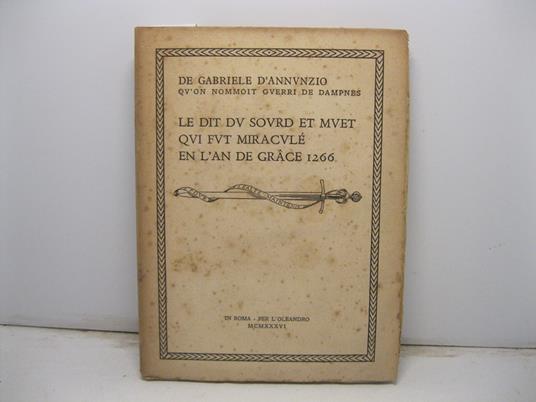 DE GABRIELE D'ANNVNZIO
QV'ON NOMMOIT GVERRI DE DAMPNES
LE DIT DV SOVRD ET MVET
QVI FVT MIRACVLÉ
EN L'AN DE GRÂCE 1266
IN ROMA - PER L'OLEANDRO
MCMXXXVI